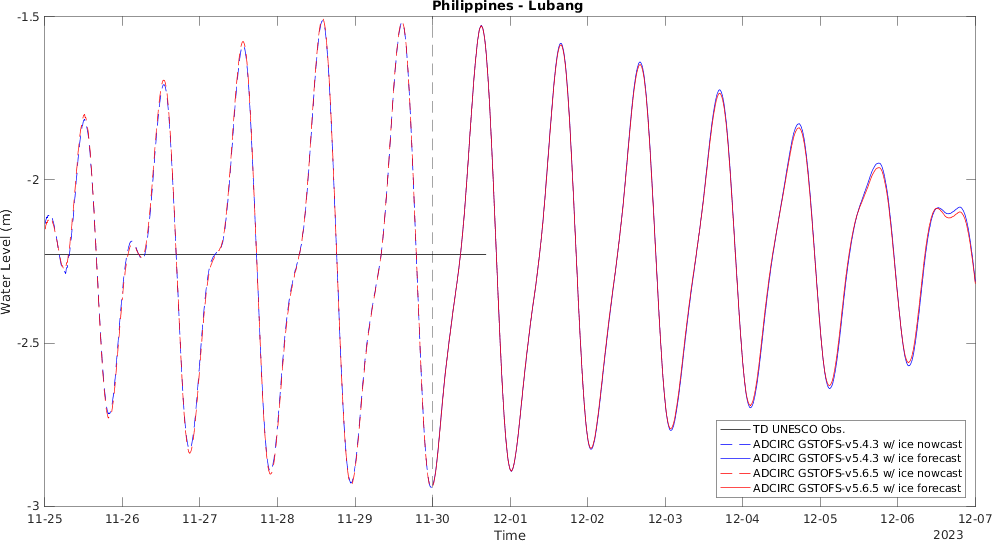 Philippines - Lubang
-1.5
-2
-2.5
-3
Water Level (m)
11-25 11-26 11-27 11-28 11-29 11-30 12-01 12-02 12-03 12-04 12-05 12-06 12-07
Time
2023
TD UNESCO Obs.
ADCIRC GSTOFS-v5.4.3 w/ ice nowcast
ADCIRC GSTOFS-v5.4.3 w/ ice forecast
ADCIRC GSTOFS-v5.6.5 w/ ice nowcast
ADCIRC GSTOFS-v5.6.5 w/ ice forecast